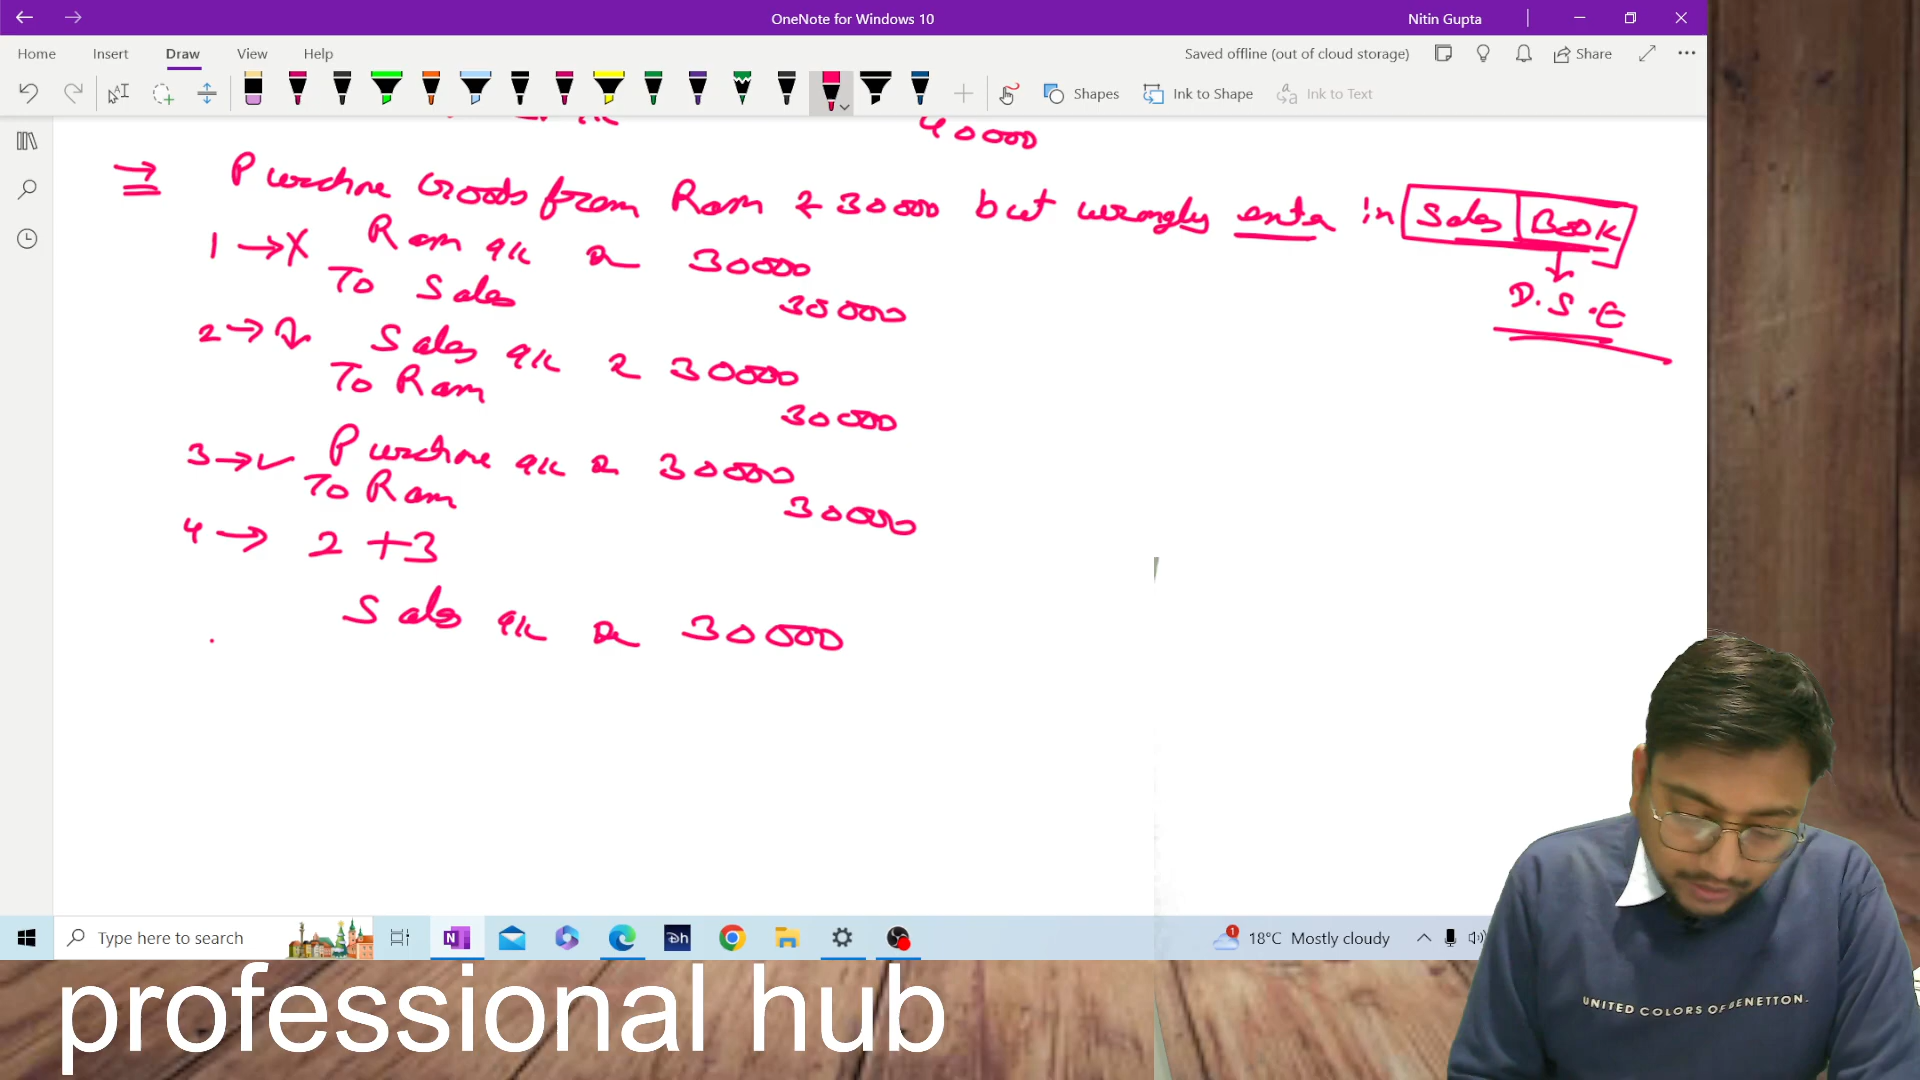 OneNote for Windows 10
Nitin Gupta
Home Insert Draw View Help
Saved offline (out of cloud storage)
Share
Shapes
Ink to Shape
Ink to Text
40000
⇒ Purchase Goods from Ram ₹ 30000 but wrongly enter in Sales Book
D.S.E
1 → X Ram a/c Dr 30000
To Sales 30000
2 → Sales a/c Dr 30000
To Ram 30000
3 → ✓ Purchase a/c Dr 30000
To Ram 30000
4 → 2 + 3
Sales a/c Dr 30000
Type here to search
Dh
1
18°C Mostly cloudy
professional hub
UNITED COLORS OF BENETTON.